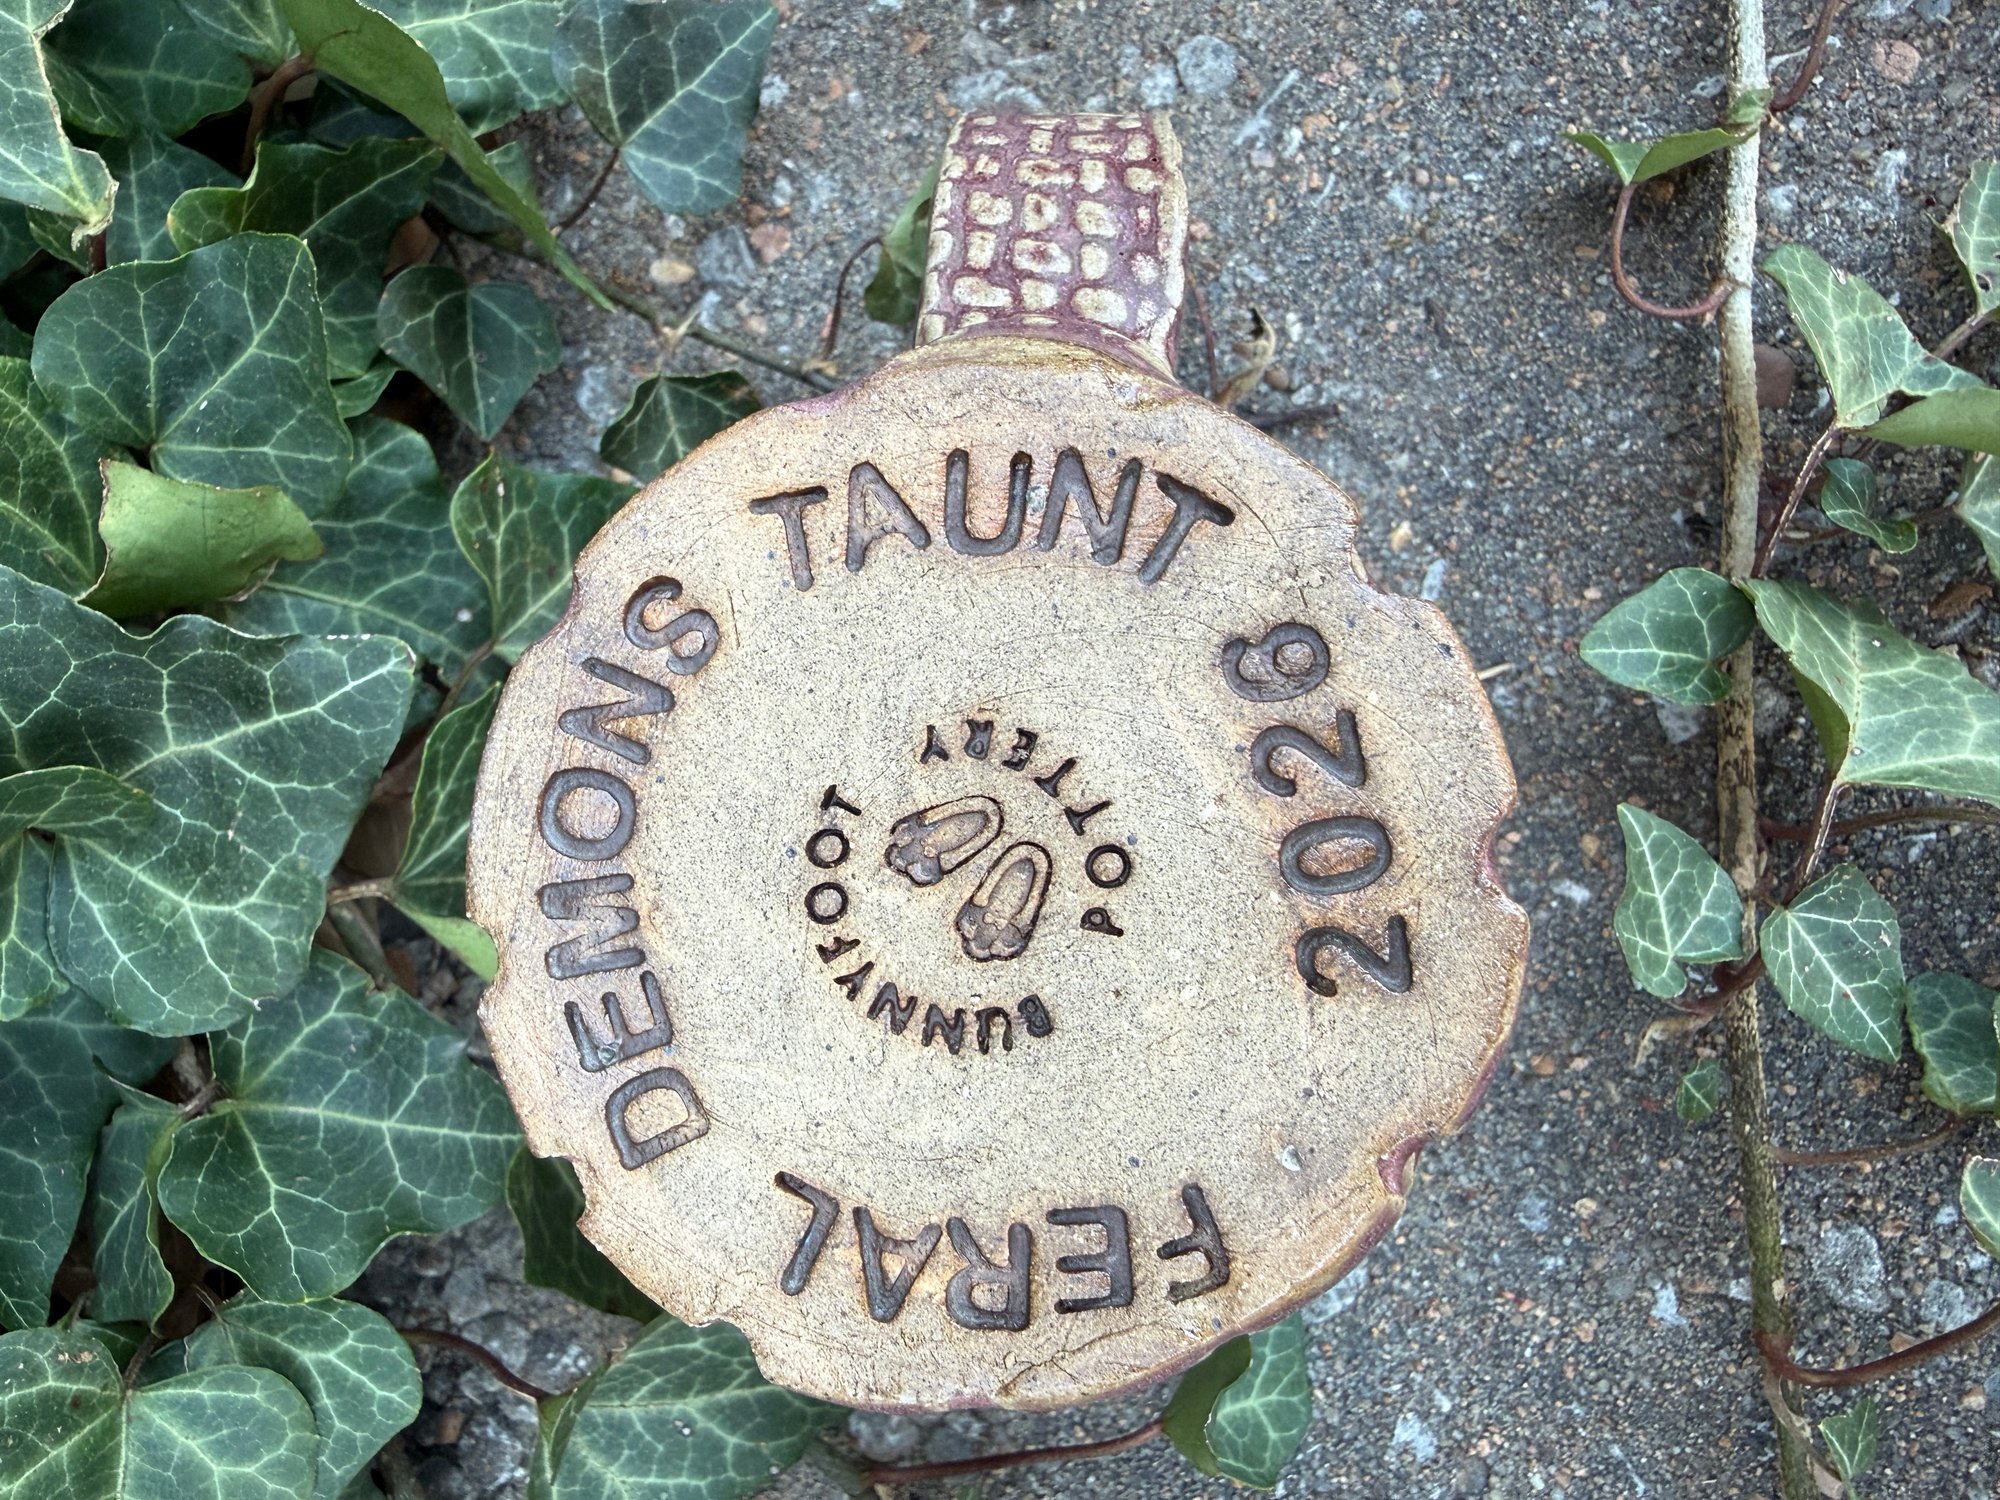 FERAL DEMONS TAUNT
2026
BUNNYFOOT
POTTERY